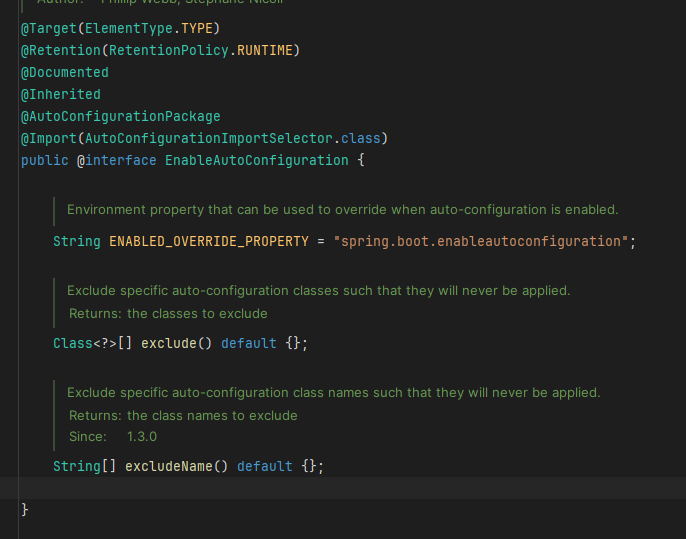 Author: Phillip Webb, Stephane Nicoll
@Target(ElementType.TYPE)
@Retention(RetentionPolicy.RUNTIME)
@Documented
@Inherited
@AutoConfigurationPackage
@Import(AutoConfigurationImportSelector.class)
public @interface EnableAutoConfiguration {
Environment property that can be used to override when auto-configuration is enabled.
String ENABLED_OVERRIDE_PROPERTY = "spring.boot.enableautoconfiguration";
Exclude specific auto-configuration classes such that they will never be applied.
Returns: the classes to exclude
Class<?>[] exclude() default {};
Exclude specific auto-configuration class names such that they will never be applied.
Returns: the class names to exclude
Since: 1.3.0
String[] excludeName() default {};
}